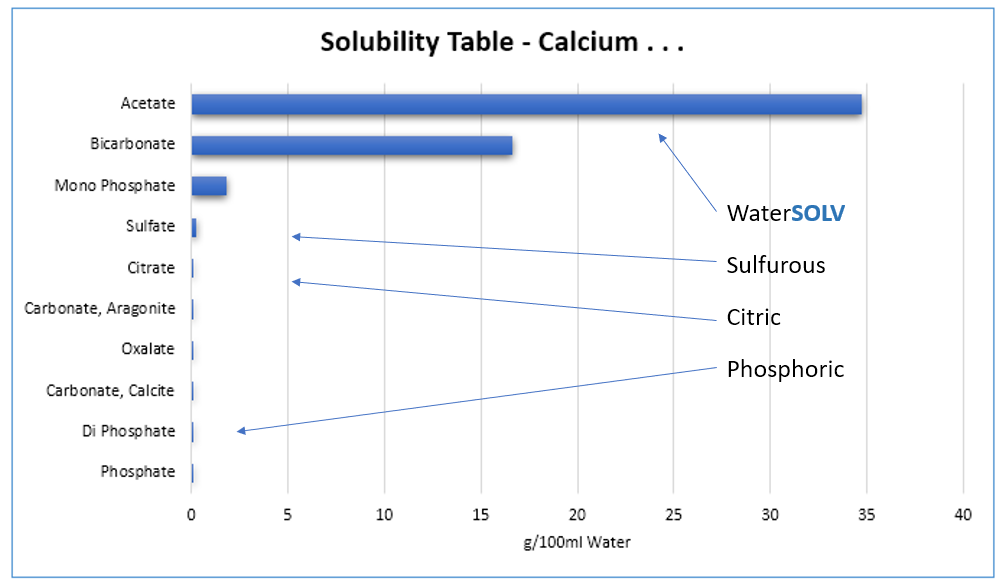 Solubility Table - Calcium . . .
Acetate
Bicarbonate
Mono Phosphate
Sulfate
Citrate
Carbonate, Aragonite
Oxalate
Carbonate, Calcite
Di Phosphate
Phosphate
WaterSOLV
Sulfurous
Citric
Phosphoric
0 5 10 15 20 25 30 35 40
g/100ml Water